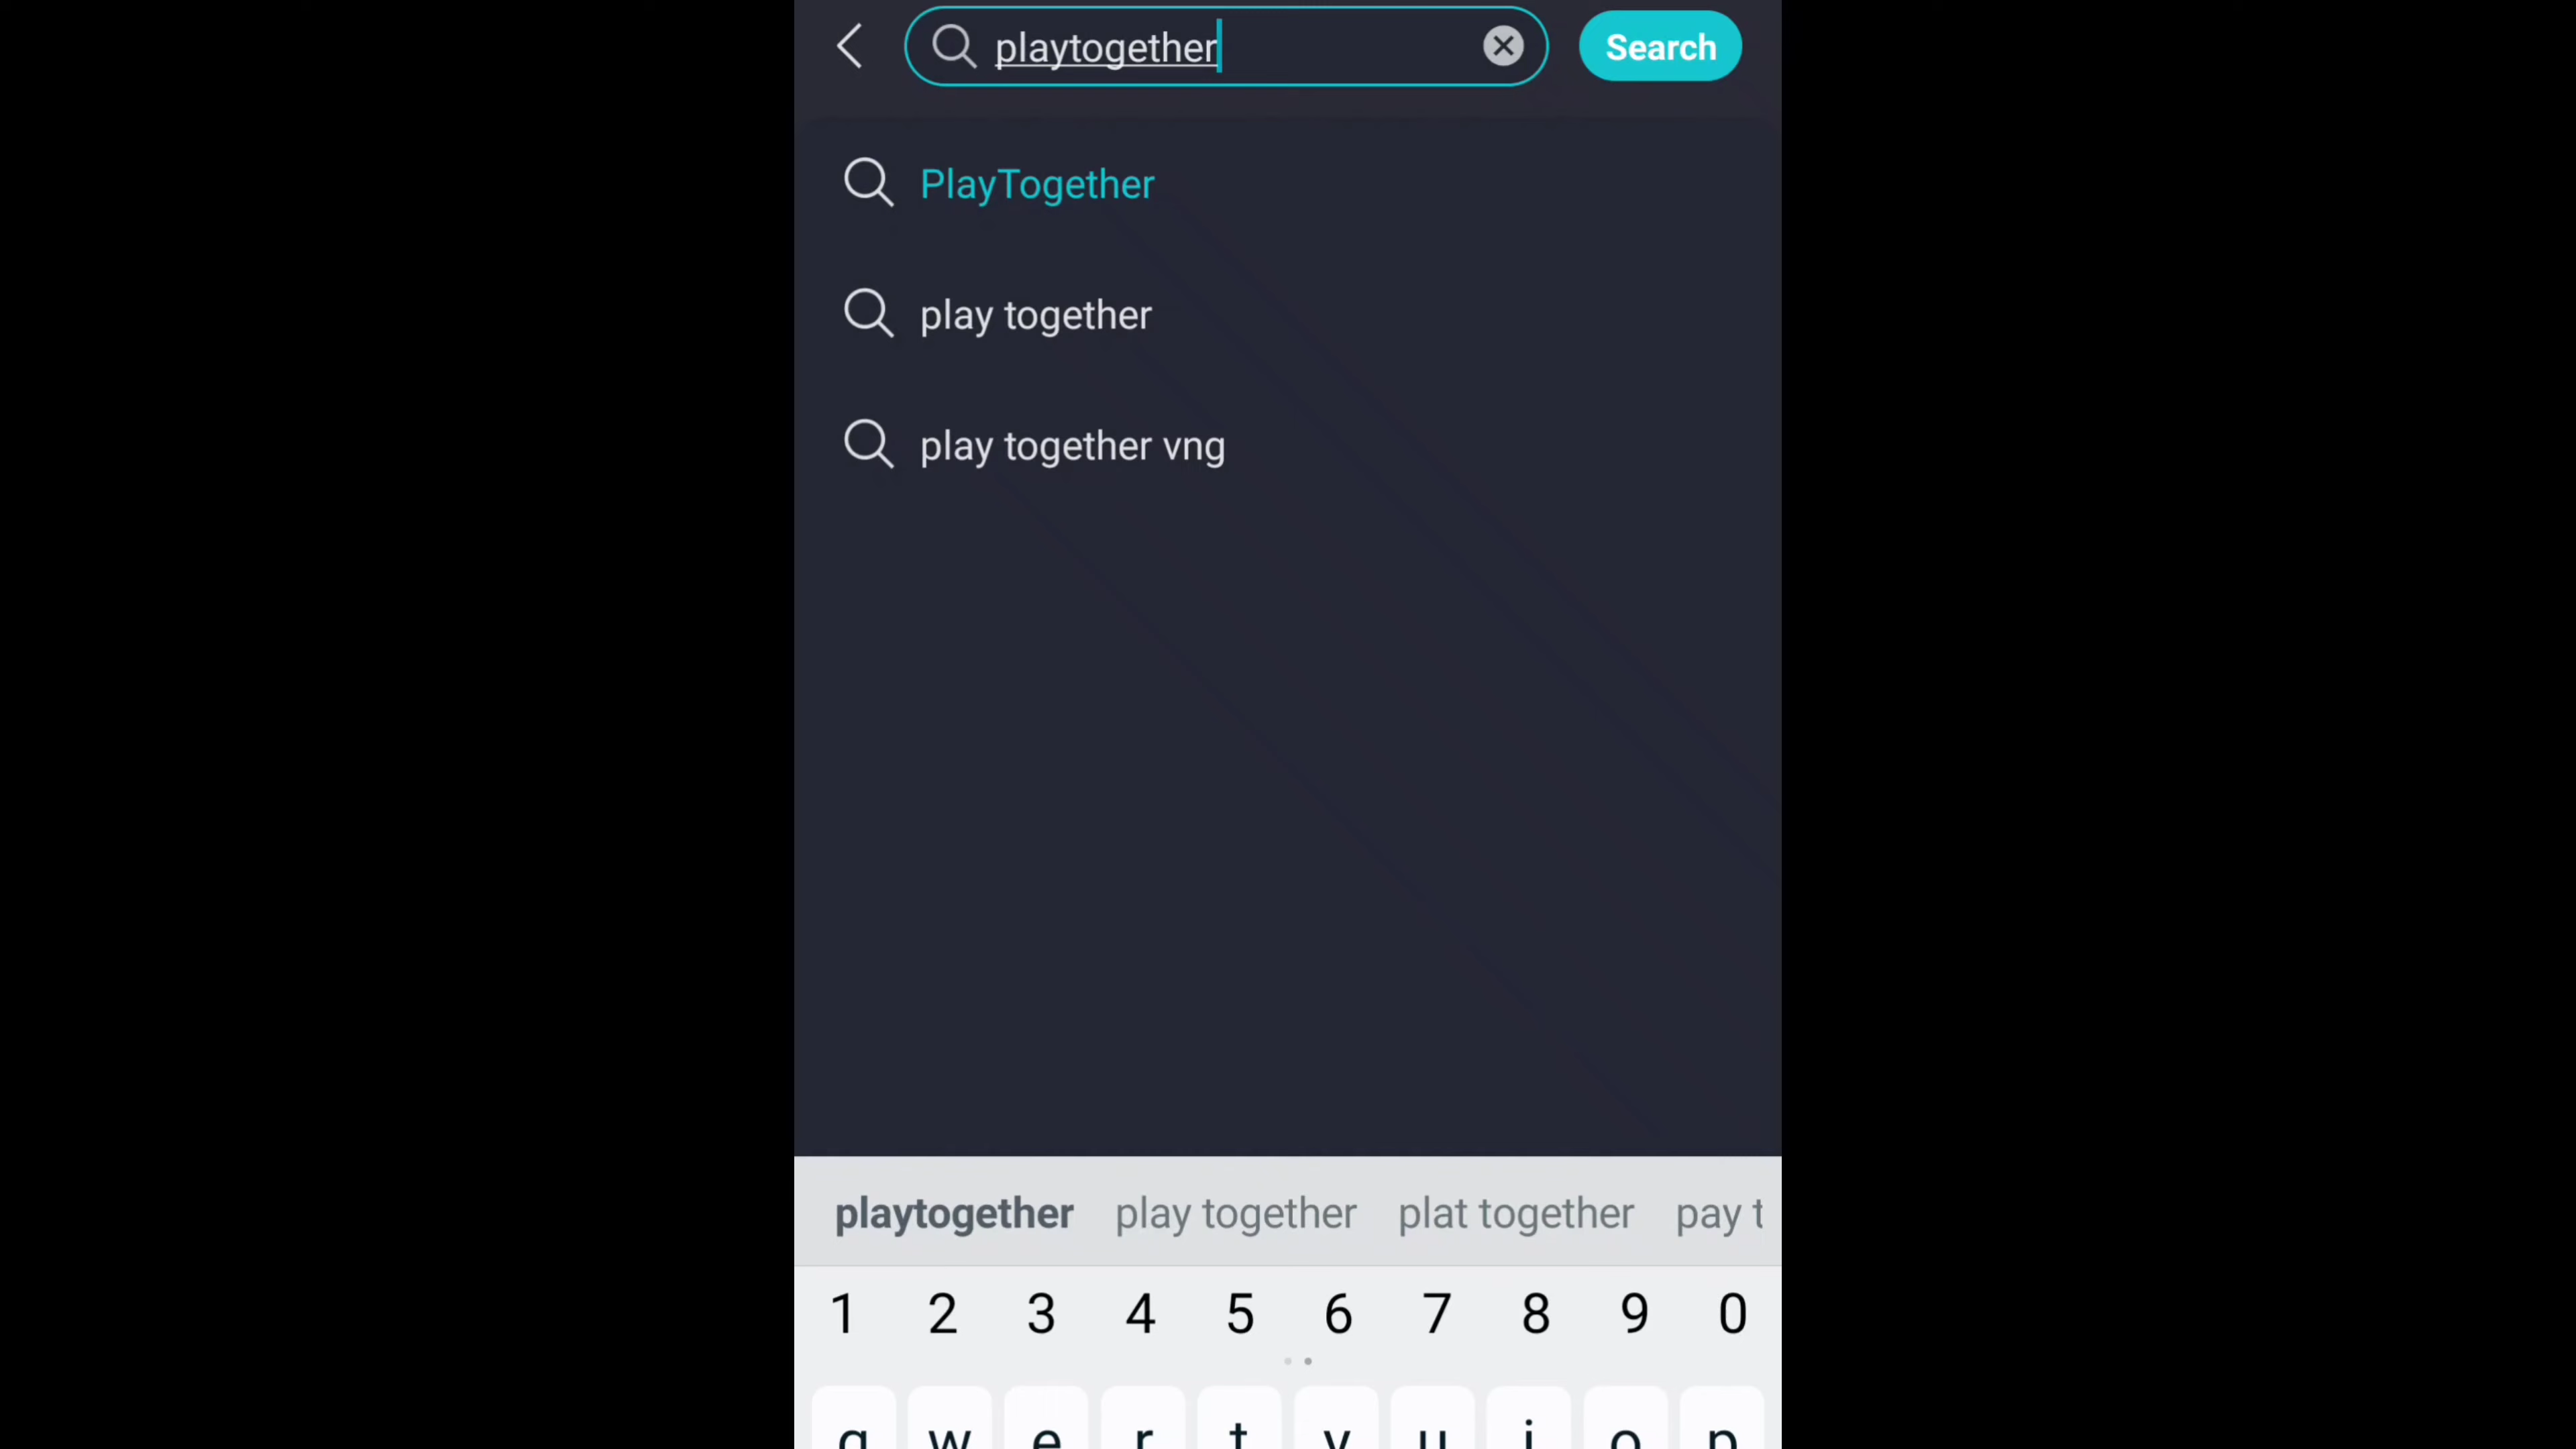 playtogether
Search
PlayTogether
play together
play together vng
playtogether play together plat together pay t
1 2 3 4 5 6 7 8 9 0
q w e r t y u i o p